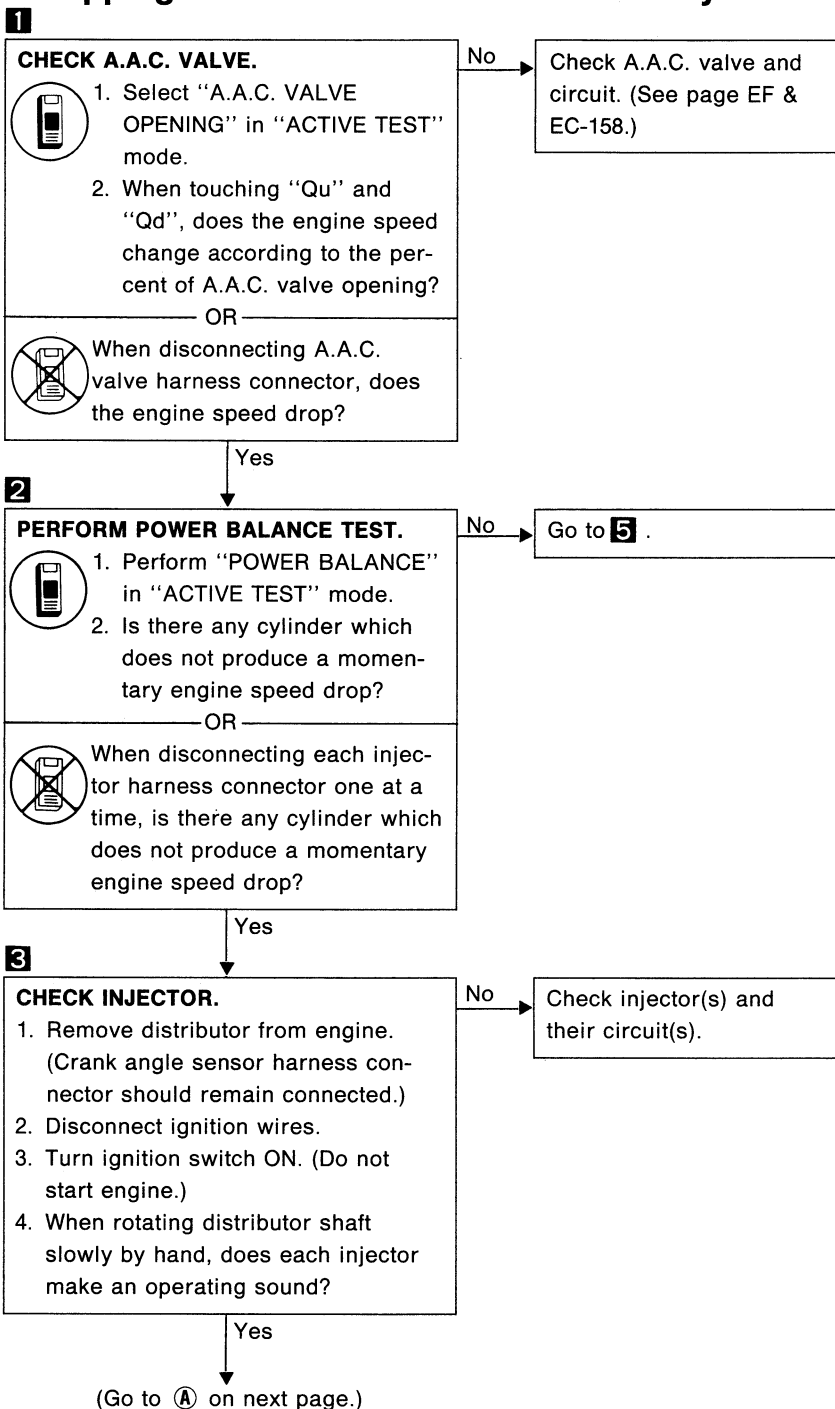 1
CHECK A.A.C. VALVE.
1. Select "A.A.C. VALVE
OPENING" in "ACTIVE TEST"
mode.
2. When touching "Qu" and
"Qd", does the engine speed
change according to the per-
cent of A.A.C. valve opening?
OR
When disconnecting A.A.C.
valve harness connector, does
the engine speed drop?
No
Check A.A.C. valve and
circuit. (See page EF &
EC-158.)
Yes
2
PERFORM POWER BALANCE TEST.
1. Perform "POWER BALANCE"
in "ACTIVE TEST" mode.
2. Is there any cylinder which
does not produce a momen-
tary engine speed drop?
OR
When disconnecting each injec-
tor harness connector one at a
time, is there any cylinder which
does not produce a momentary
engine speed drop?
No
Go to 5 .
Yes
3
CHECK INJECTOR.
1. Remove distributor from engine.
(Crank angle sensor harness con-
nector should remain connected.)
2. Disconnect ignition wires.
3. Turn ignition switch ON. (Do not
start engine.)
4. When rotating distributor shaft
slowly by hand, does each injector
make an operating sound?
No
Check injector(s) and
their circuit(s).
Yes
(Go to Ⓐ on next page.)